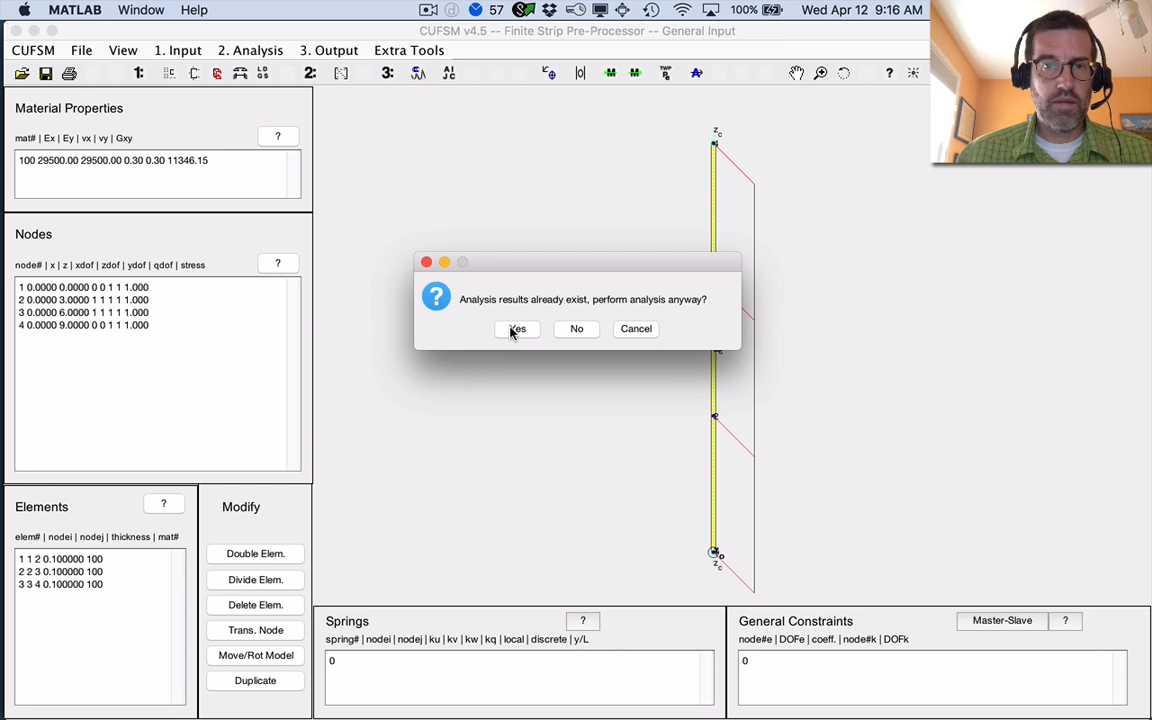 MATLAB Window Help 57 100% Wed Apr 12 9:16 AM
CUFSM v4.5 -- Finite Strip Pre-Processor -- General Input
CUFSM File View 1. Input 2. Analysis 3. Output Extra Tools
1: 2: 3: ?
Material Properties
mat# | Ex | Ey | vx | vy | Gxy ?
100 29500.00 29500.00 0.30 0.30 11346.15
Nodes
node# | x | z | xdof | zdof | ydof | qdof | stress ?
1 0.0000 0.0000 0 0 1 1 1.000
2 0.0000 3.0000 1 1 1 1 1.000
3 0.0000 6.0000 1 1 1 1 1.000
4 0.0000 9.0000 0 0 1 1 1.000
Analysis results already exist, perform analysis anyway?
Yes No Cancel
Elements ?
elem# | nodei | nodej | thickness | mat#
1 1 2 0.100000 100
2 2 3 0.100000 100
3 3 4 0.100000 100
Modify
Double Elem.
Divide Elem.
Delete Elem.
Trans. Node
Move/Rot Model
Duplicate
zc
zc
Springs ?
spring# | nodei | nodej | ku | kv | kw | kq | local | discrete | y/L
0
General Constraints Master-Slave ?
node#e | DOFe | coeff. | node#k | DOFk
0